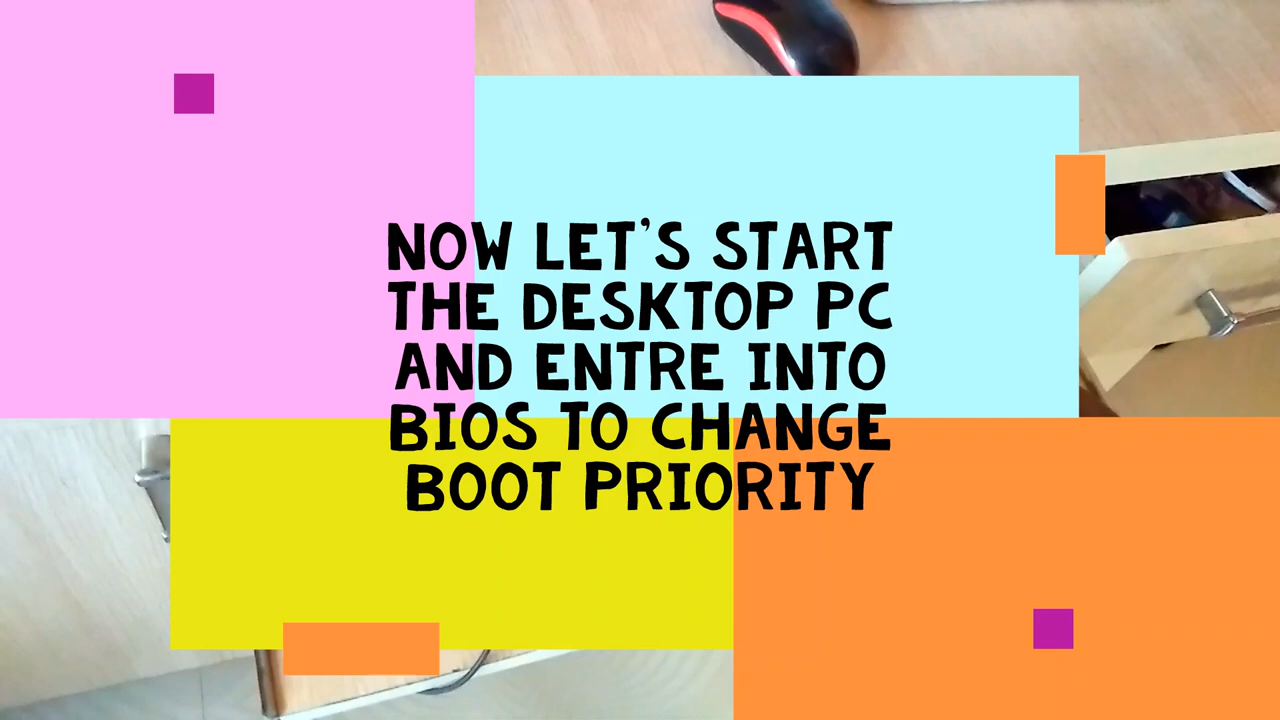 NOW LET'S START
THE DESKTOP PC
AND ENTRE INTO
BIOS TO CHANGE
BOOT PRIORITY